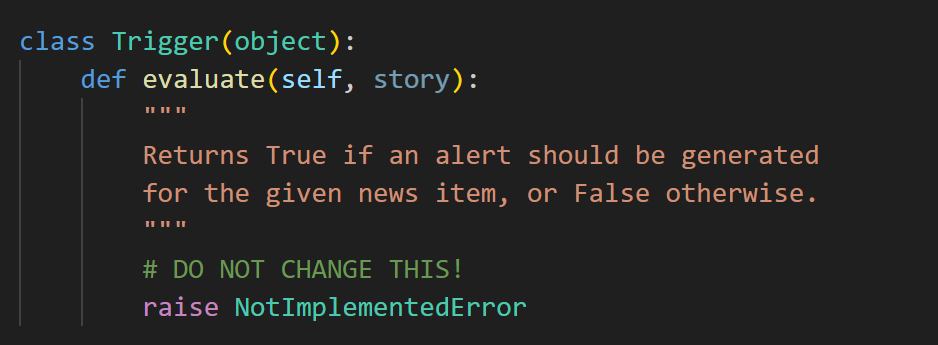 class Trigger(object):
    def evaluate(self, story):
        """
        Returns True if an alert should be generated
        for the given news item, or False otherwise.
        """
        # DO NOT CHANGE THIS!
        raise NotImplementedError